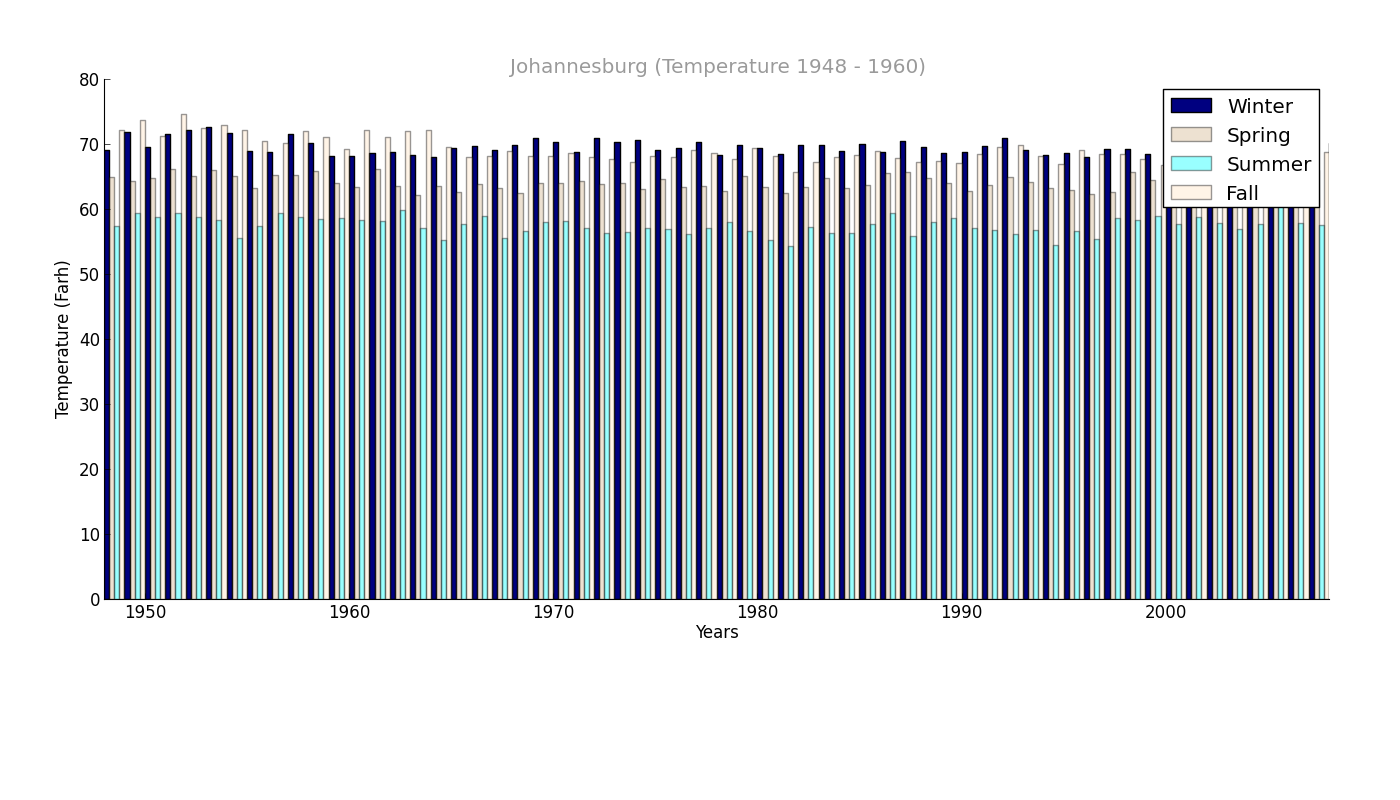 Johannesburg (Temperature 1948 - 1960)
80
70
60
50
40
30
20
10
0
Temperature (Farh)
1950 1960 1970 1980 1990 2000
Years
Winter
Spring
Summer
Fall